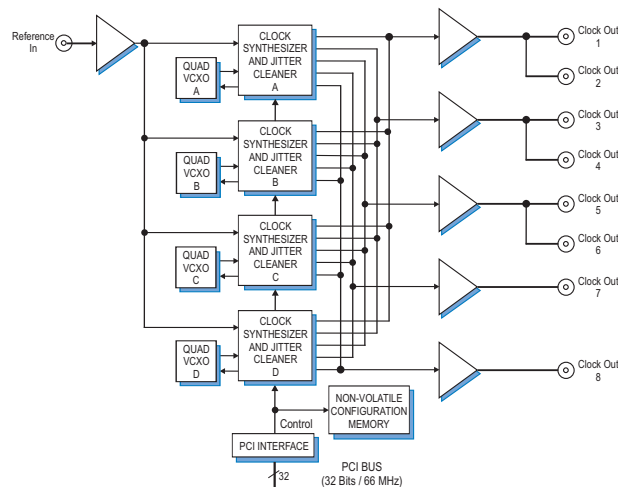 Reference
In
CLOCK
SYNTHESIZER
AND JITTER
CLEANER
A
QUAD
VCXO
A
CLOCK
SYNTHESIZER
AND JITTER
CLEANER
B
QUAD
VCXO
B
CLOCK
SYNTHESIZER
AND JITTER
CLEANER
C
QUAD
VCXO
C
CLOCK
SYNTHESIZER
AND JITTER
CLEANER
D
QUAD
VCXO
D
Clock Out
1
Clock Out
2
Clock Out
3
Clock Out
4
Clock Out
5
Clock Out
6
Clock Out
7
Clock Out
8
Control
NON-VOLATILE
CONFIGURATION
MEMORY
PCI INTERFACE
32
PCI BUS
(32 Bits / 66 MHz)